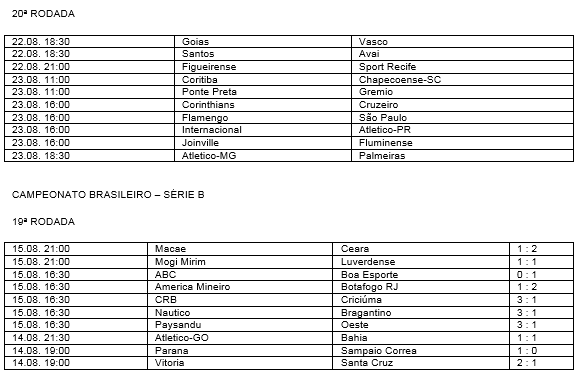 20ª RODADA
22.08. 18:30 Goias Vasco
22.08. 18:30 Santos Avai
22.08. 21:00 Figueirense Sport Recife
23.08. 11:00 Coritiba Chapecoense-SC
23.08. 11:00 Ponte Preta Gremio
23.08. 16:00 Corinthians Cruzeiro
23.08. 16:00 Flamengo São Paulo
23.08. 16:00 Internacional Atletico-PR
23.08. 16:00 Joinville Fluminense
23.08. 18:30 Atletico-MG Palmeiras
CAMPEONATO BRASILEIRO – SÉRIE B
19ª RODADA
15.08. 21:00 Macae Ceara 1 : 2
15.08. 21:00 Mogi Mirim Luverdense 1 : 1
15.08. 16:30 ABC Boa Esporte 0 : 1
15.08. 16:30 America Mineiro Botafogo RJ 1 : 2
15.08. 16:30 CRB Criciúma 3 : 1
15.08. 16:30 Nautico Bragantino 3 : 1
15.08. 16:30 Paysandu Oeste 3 : 1
14.08. 21:30 Atletico-GO Bahia 1 : 1
14.08. 19:00 Parana Sampaio Correa 1 : 0
14.08. 19:00 Vitoria Santa Cruz 2 : 1